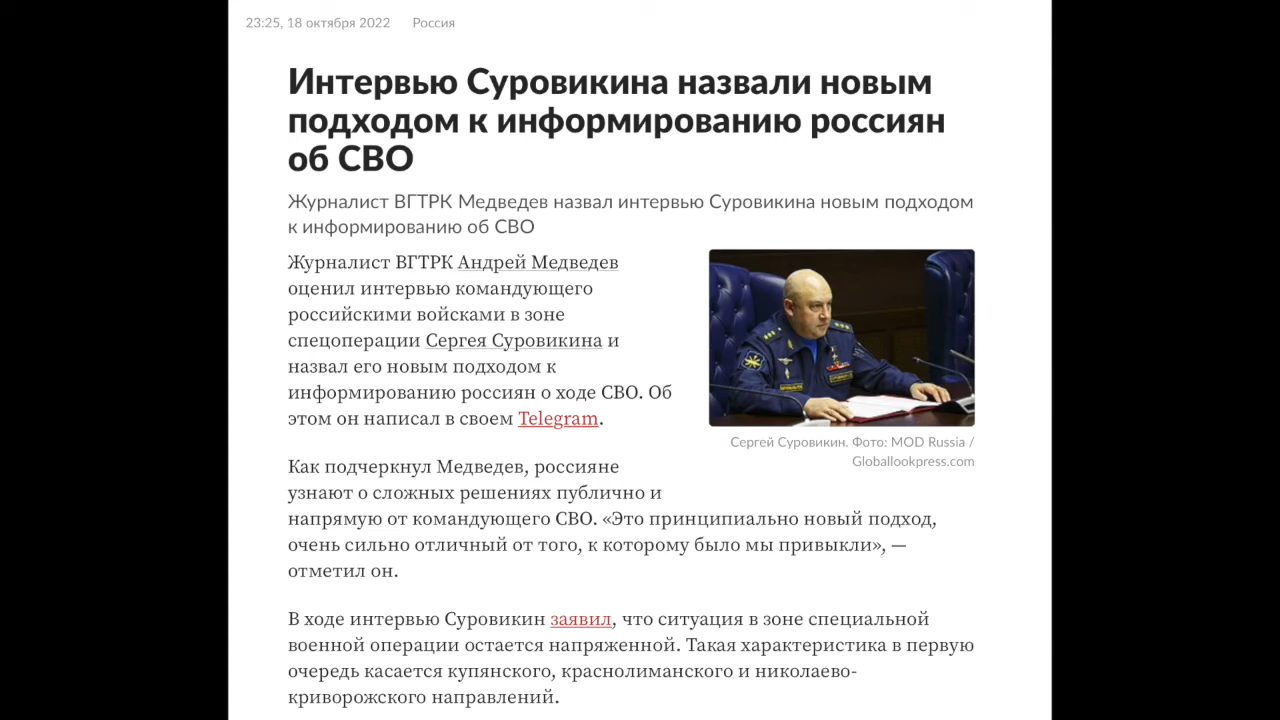 23:25, 18 октября 2022 Россия
Интервью Суровикина назвали новым
подходом к информированию россиян
об СВО
Журналист ВГТРК Медведев назвал интервью Суровикина новым подходом
к информированию об СВО
Журналист ВГТРК Андрей Медведев
оценил интервью командующего
российскими войсками в зоне
спецоперации Сергея Суровикина и
назвал его новым подходом к
информированию россиян о ходе СВО. Об
этом он написал в своем Telegram.
Сергей Суровикин. Фото: MOD Russia /
Globallookpress.com
Как подчеркнул Медведев, россияне
узнают о сложных решениях публично и
напрямую от командующего СВО. «Это принципиально новый подход,
очень сильно отличный от того, к которому было мы привыкли», —
отметил он.
В ходе интервью Суровикин заявил, что ситуация в зоне специальной
военной операции остается напряженной. Такая характеристика в первую
очередь касается купянского, краснолиманского и николаево-
криворожского направлений.